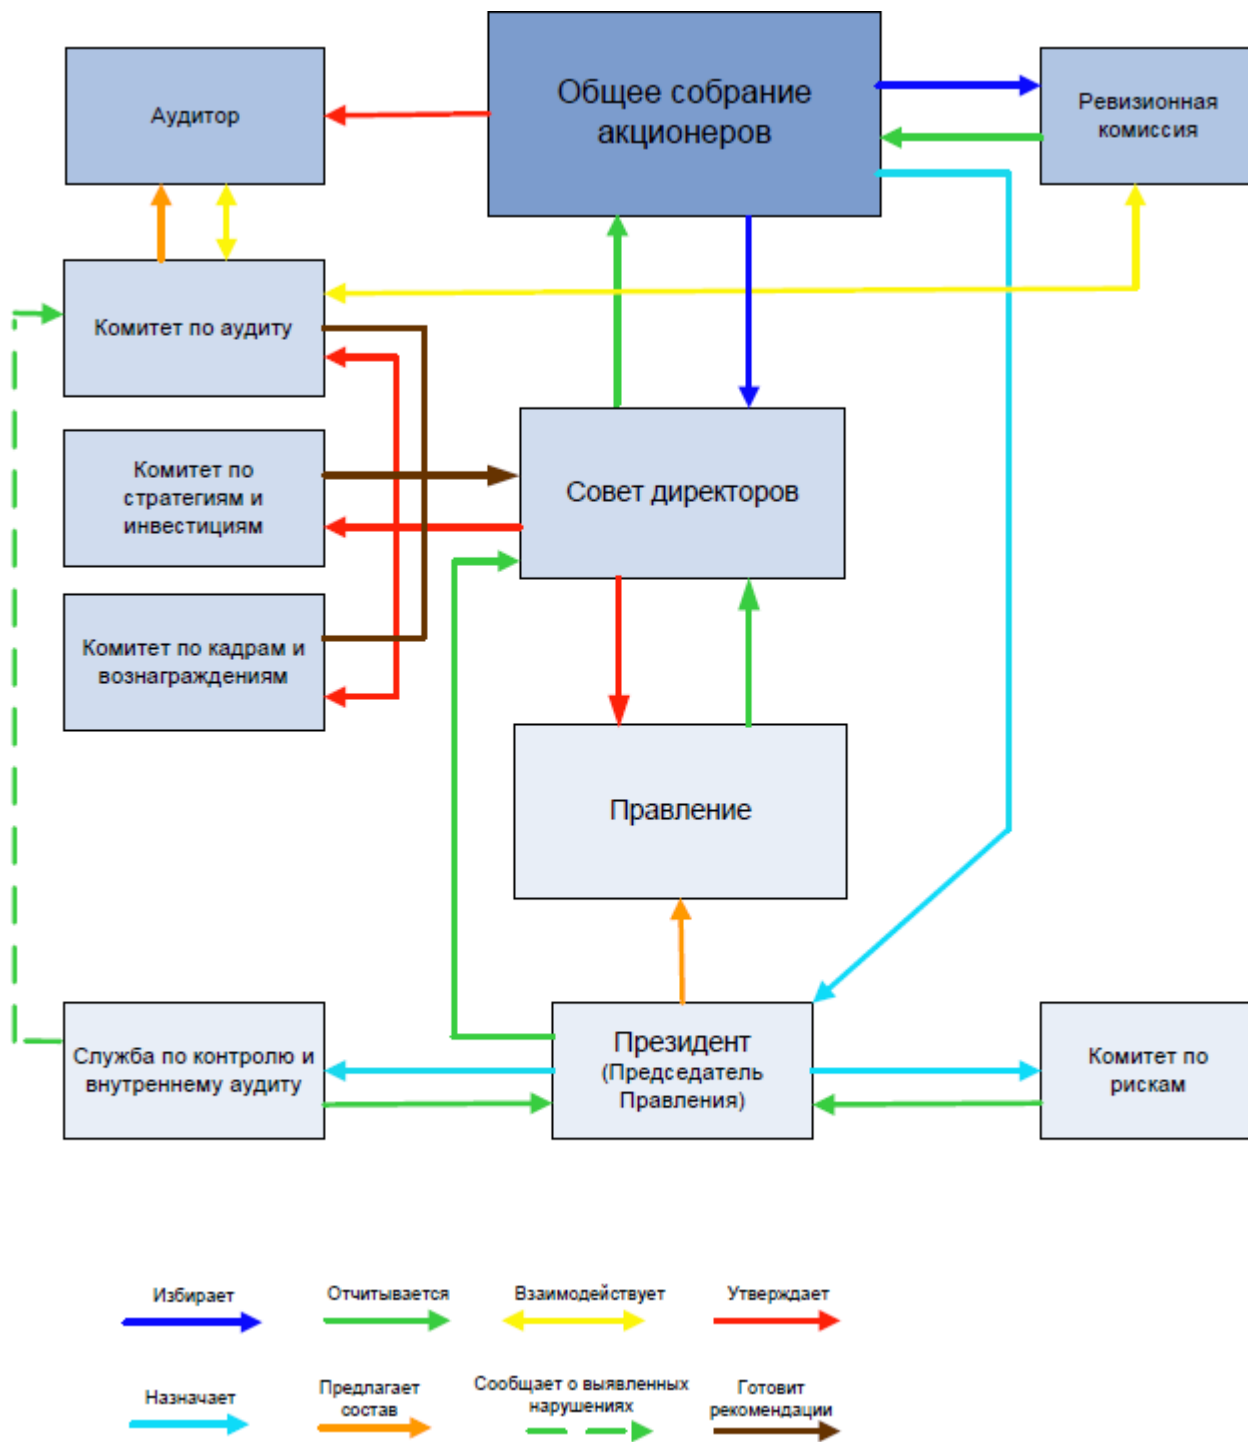 Общее собрание
акционеров
Аудитор
Ревизионная
комиссия
Комитет по аудиту
Комитет по
стратегиям и
инвестициям
Совет директоров
Комитет по кадрам и
вознаграждениям
Правление
Служба по контролю и
внутреннему аудиту
Президент
(Председатель
Правления)
Комитет по
рискам
Избирает
Отчитывается
Взаимодействует
Утверждает
Назначает
Предлагает
состав
Сообщает о выявленных
нарушениях
Готовит
рекомендации